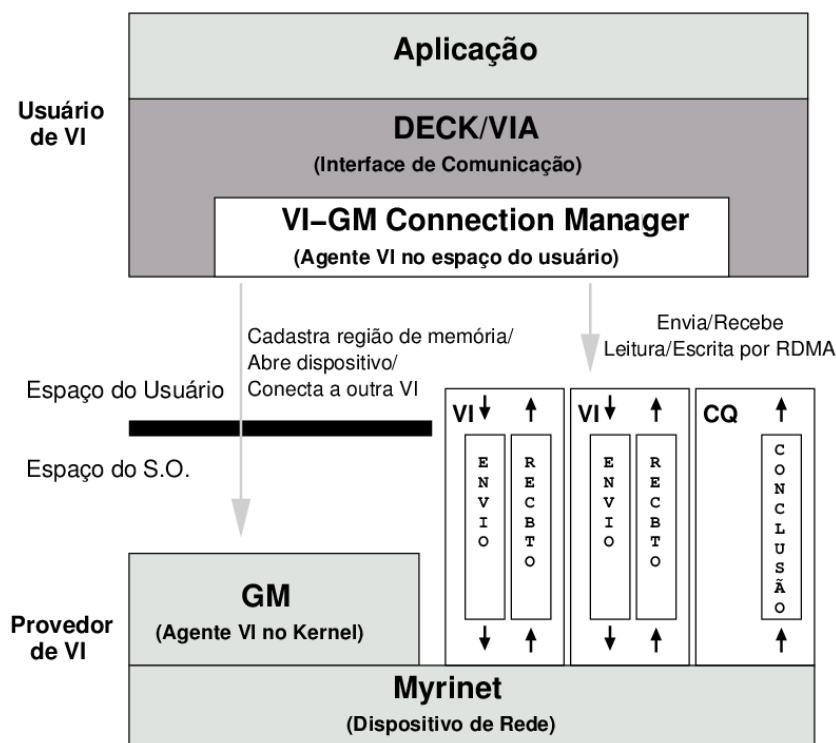 Aplicação
Usuário
de VI
DECK/VIA
(Interface de Comunicação)
VI–GM Connection Manager
(Agente VI no espaço do usuário)
Cadastra região de memória/
Abre dispositivo/
Conecta a outra VI
Envia/Recebe
Leitura/Escrita por RDMA
Espaço do Usuário
Espaço do S.O.
VI
ENVIO
RECBTO
VI
ENVIO
RECBTO
CQ
CONCLUSÃO
GM
(Agente VI no Kernel)
Provedor
de VI
Myrinet
(Dispositivo de Rede)